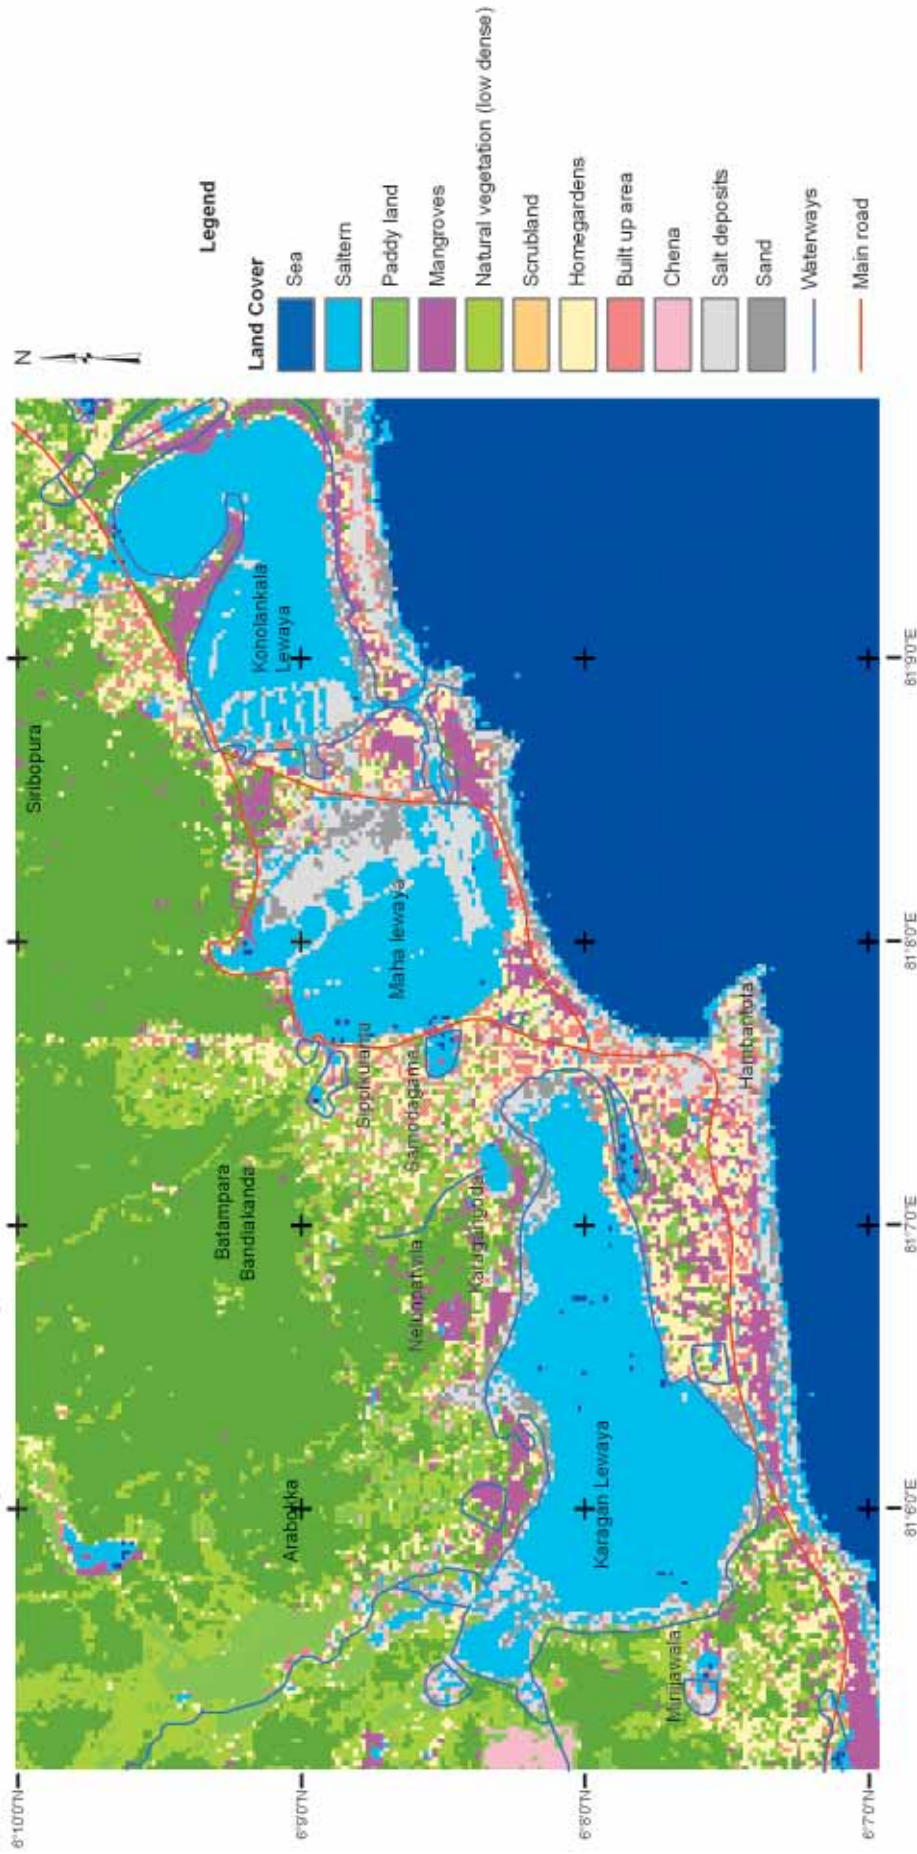 N
Legend
Land Cover
Sea
Saltern
Paddy land
Mangroves
Natural vegetation (low dense)
Scrubland
Homegardens
Built up area
Chena
Salt deposits
Sand
Waterways
Main road
6°10'0"N
6°9'0"N
6°8'0"N
6°7'0"N
Siribopura
Konolankala
Lewaya
Maha lewaya
Sippikulama
Samodagama
Batampara
Bandiakanda
Nelunpatwila
Arabokka
Karagan Lewaya
Mirijjawala
Hambantota
81°6'0"E
81°7'0"E
81°8'0"E
81°9'0"E